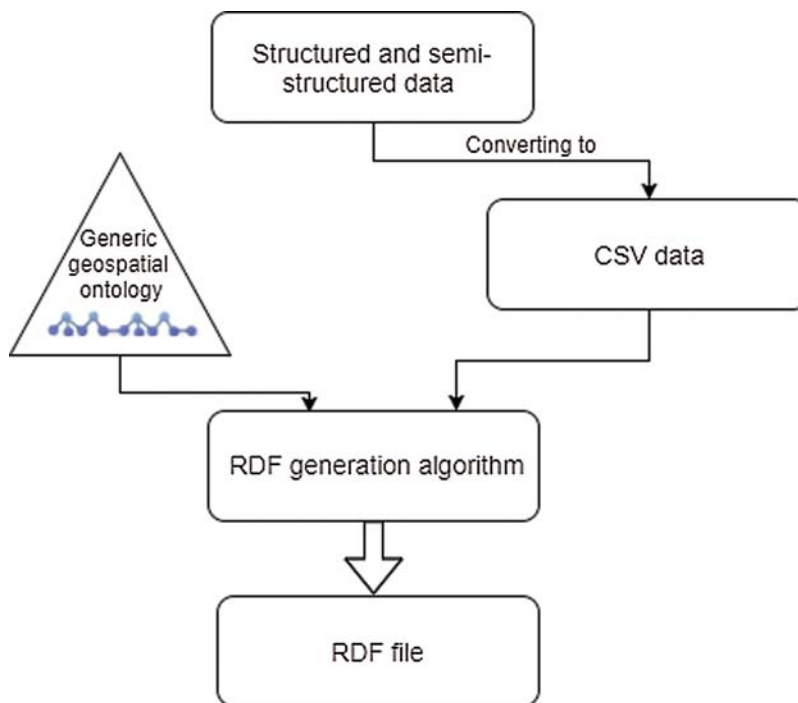 Structured and semi-
structured data
Converting to
Generic
geospatial
ontology
CSV data
RDF generation algorithm
RDF file